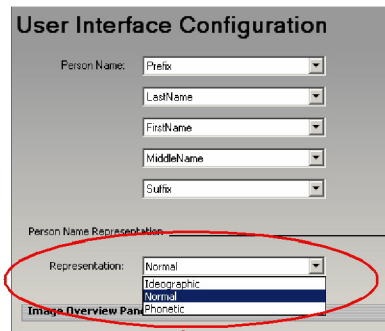 User Interface Configuration
Person Name: Prefix
LastName
FirstName
MiddleName
Suffix
Person Name Representation
Representation: Normal
Ideographic
Normal
Phonetic
Image Overview Pan